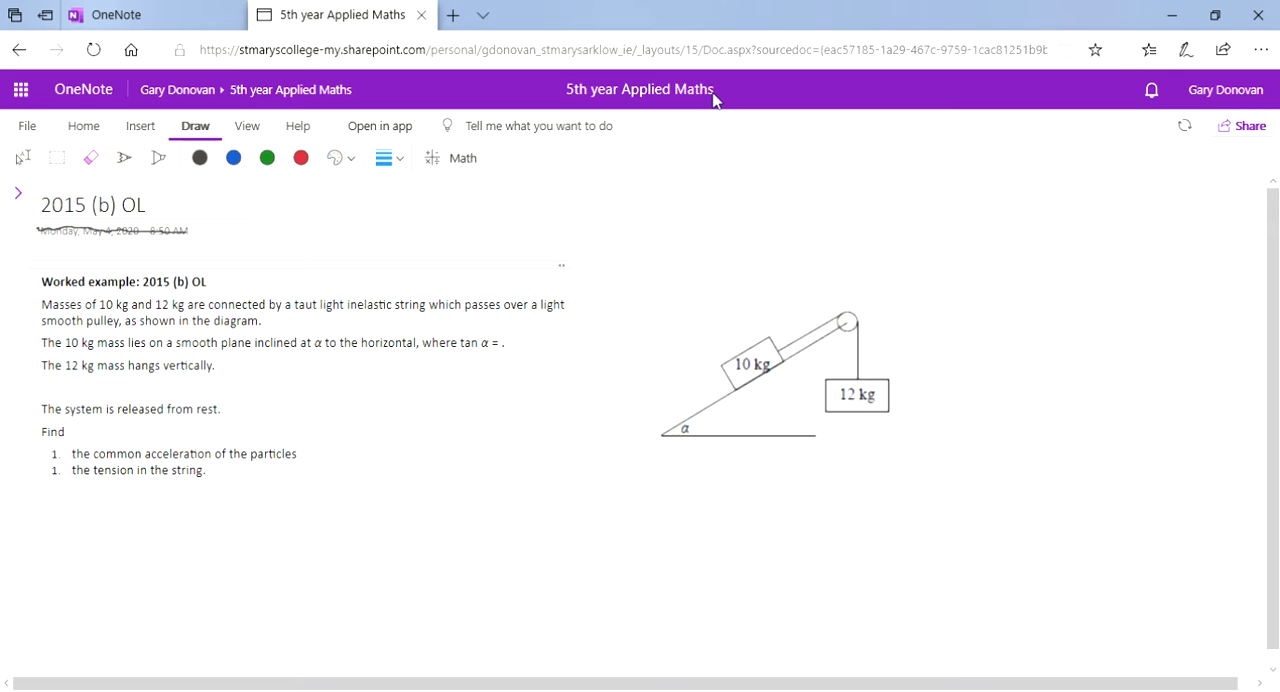 OneNote
5th year Applied Maths
https://stmaryscollege-my.sharepoint.com/personal/gdonovan_stmarysarklow_ie/_layouts/15/Doc.aspx?sourcedoc={eac57185-1a29-467c-9759-1cac81251b9b
OneNote
Gary Donovan ▸ 5th year Applied Maths
5th year Applied Maths
Gary Donovan
File Home Insert Draw View Help Open in app Tell me what you want to do Share
Math
2015 (b) OL
Monday, May 4, 2020 8:50 AM
Worked example: 2015 (b) OL
Masses of 10 kg and 12 kg are connected by a taut light inelastic string which passes over a light
smooth pulley, as shown in the diagram.
The 10 kg mass lies on a smooth plane inclined at α to the horizontal, where tan α = .
The 12 kg mass hangs vertically.
The system is released from rest.
Find
1. the common acceleration of the particles
1. the tension in the string.
10 kg
12 kg
α